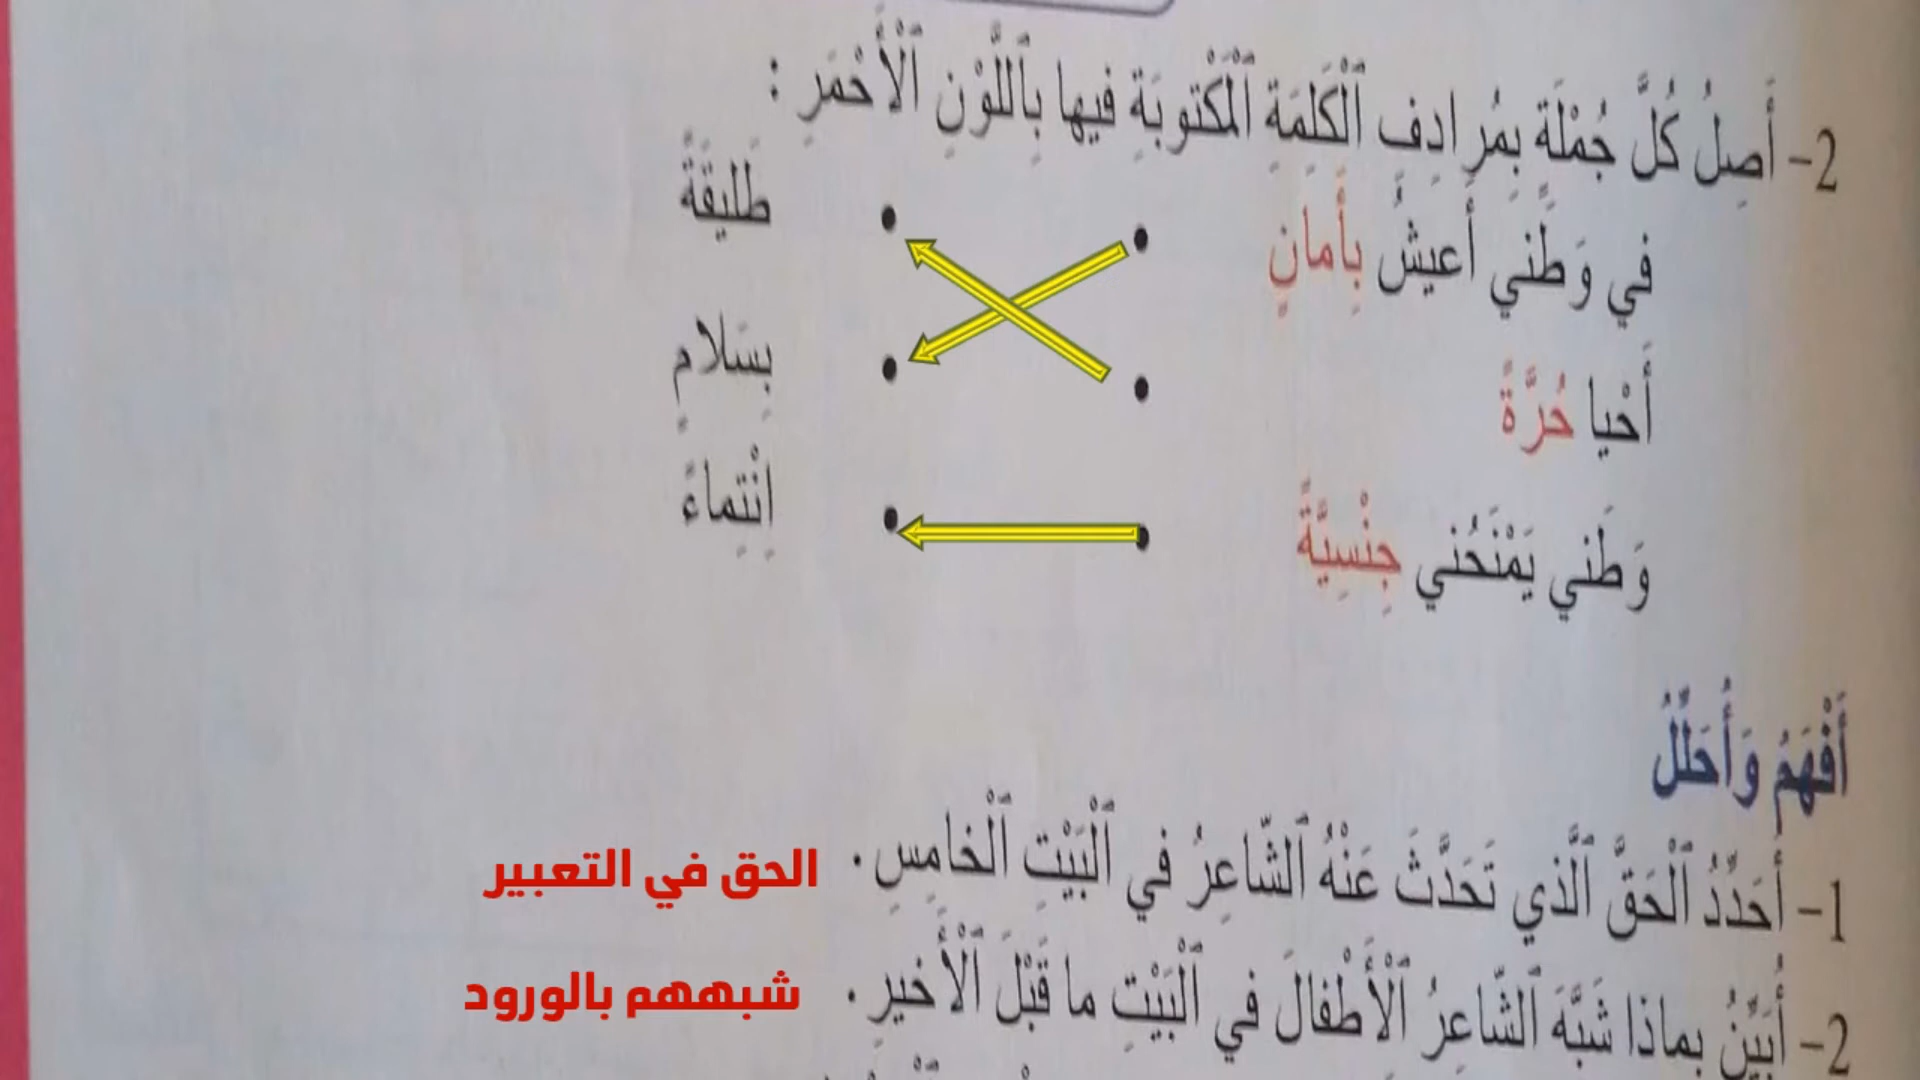 2- أَصِلُ كُلَّ جُمْلَةٍ بِمُرادِفِ ٱلْكَلِمَةِ ٱلْمَكْتوبَةِ فيها بِٱللَّوْنِ ٱلْأَحْمَرِ :
في وَطَني أَعيشُ بِأَمانٍ • • طَليقَةً
أَحْيا حُرَّةً • • بِسَلامٍ
وَطَني يَمْنَحُني جِنْسِيَّةً • • اِنْتِماءً
أَفْهَمُ وَأُحَلِّلُ
1- أُحَدِّدُ ٱلْحَقَّ ٱلَّذي تَحَدَّثَ عَنْهُ ٱلشّاعِرُ في ٱلْبَيْتِ ٱلْخامِسِ. الحق في التعبير
2- أُبَيِّنُ بِماذا شَبَّهَ ٱلشّاعِرُ ٱلْأَطْفالَ في ٱلْبَيْتِ ما قَبْلَ ٱلْأَخيرِ. شبههم بالورود